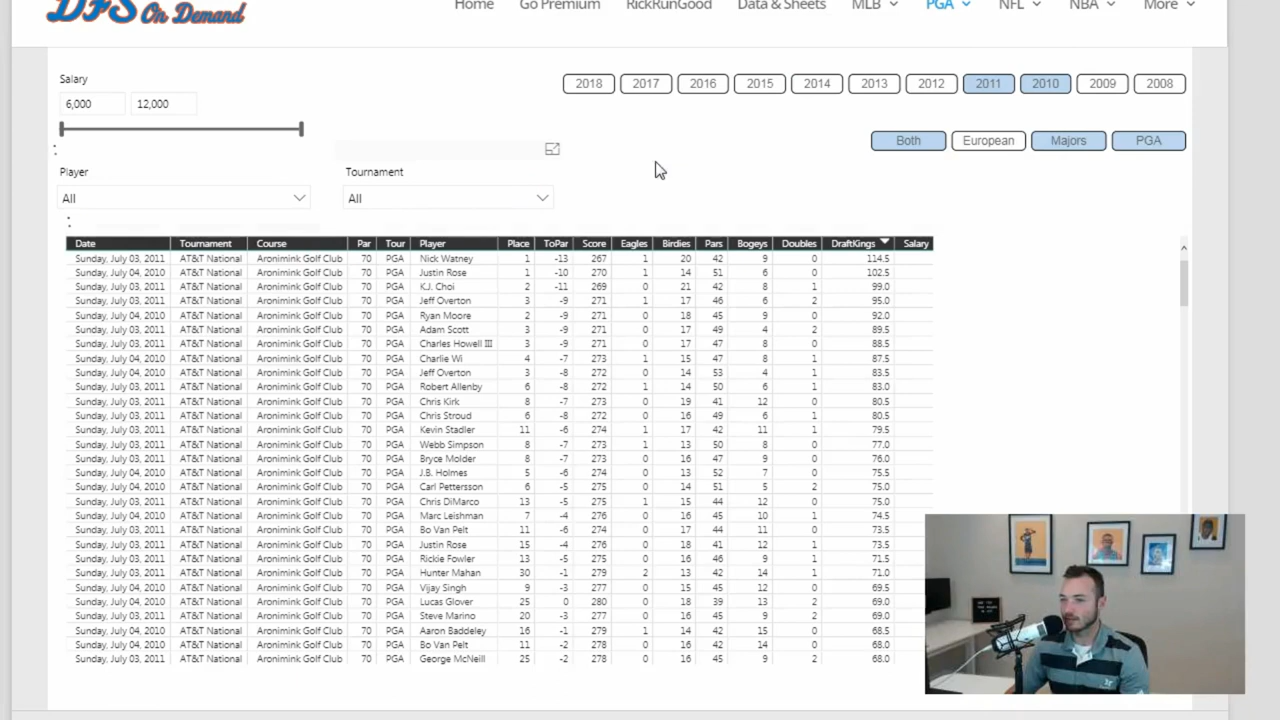 DFS On Demand
Home Go Premium RickRunGood Data & Sheets MLB PGA NFL NBA More
Salary
6,000 12,000
2018 2017 2016 2015 2014 2013 2012 2011 2010 2009 2008
Both European Majors PGA
Player Tournament
All All
Date Tournament Course Par Tour Player Place ToPar Score Eagles Birdies Pars Bogeys Doubles DraftKings Salary
Sunday, July 03, 2011 AT&T National Aronimink Golf Club 70 PGA Nick Watney 1 -13 267 1 20 42 8 0 114.5
Sunday, July 04, 2010 AT&T National Aronimink Golf Club 70 PGA Justin Rose 1 -10 270 1 14 51 6 0 102.5
Sunday, July 03, 2011 AT&T National Aronimink Golf Club 70 PGA K.J. Choi 2 -11 269 0 21 42 8 1 99.0
Sunday, July 03, 2011 AT&T National Aronimink Golf Club 70 PGA Jeff Overton 3 -9 271 1 17 46 6 2 95.0
Sunday, July 04, 2010 AT&T National Aronimink Golf Club 70 PGA Ryan Moore 2 -9 271 0 18 45 9 0 92.0
Sunday, July 03, 2011 AT&T National Aronimink Golf Club 70 PGA Adam Scott 3 -9 271 0 17 49 4 2 89.5
Sunday, July 03, 2011 AT&T National Aronimink Golf Club 70 PGA Charles Howell III 3 -9 271 0 17 47 8 0 88.5
Sunday, July 04, 2010 AT&T National Aronimink Golf Club 70 PGA Charlie Wi 4 -7 273 1 15 47 8 1 87.5
Sunday, July 04, 2010 AT&T National Aronimink Golf Club 70 PGA Jeff Overton 3 -8 272 0 14 53 4 1 83.5
Sunday, July 03, 2011 AT&T National Aronimink Golf Club 70 PGA Robert Allenby 6 -8 272 1 14 50 6 1 83.0
Sunday, July 03, 2011 AT&T National Aronimink Golf Club 70 PGA Chris Kirk 8 -7 273 0 19 41 12 0 80.5
Sunday, July 03, 2011 AT&T National Aronimink Golf Club 70 PGA Chris Stroud 6 -8 272 0 16 49 6 1 80.5
Sunday, July 03, 2011 AT&T National Aronimink Golf Club 70 PGA Kevin Stadler 11 -6 274 1 17 42 11 1 79.5
Sunday, July 03, 2011 AT&T National Aronimink Golf Club 70 PGA Webb Simpson 8 -7 273 1 13 50 8 0 77.0
Sunday, July 03, 2011 AT&T National Aronimink Golf Club 70 PGA Bryce Molder 8 -7 273 0 16 47 9 0 76.0
Sunday, July 04, 2010 AT&T National Aronimink Golf Club 70 PGA J.B. Holmes 5 -6 274 0 13 52 7 0 75.5
Sunday, July 04, 2010 AT&T National Aronimink Golf Club 70 PGA Carl Pettersson 6 -5 275 0 14 51 5 2 75.0
Sunday, July 03, 2011 AT&T National Aronimink Golf Club 70 PGA Chris DiMarco 13 -5 275 1 15 44 12 0 75.0
Sunday, July 04, 2010 AT&T National Aronimink Golf Club 70 PGA Marc Leishman 7 -4 276 0 16 45 10 1 74.5
Sunday, July 03, 2011 AT&T National Aronimink Golf Club 70 PGA Bo Van Pelt 11 -6 274 0 17 44 11 0 73.5
Sunday, July 03, 2011 AT&T National Aronimink Golf Club 70 PGA Justin Rose 15 -4 276 0 18 41 12 1 73.5
Sunday, July 03, 2011 AT&T National Aronimink Golf Club 70 PGA Rickie Fowler 13 -5 275 0 16 46 9 1 71.5
Sunday, July 03, 2011 AT&T National Aronimink Golf Club 70 PGA Hunter Mahan 30 -1 279 2 13 42 14 1 71.0
Sunday, July 04, 2010 AT&T National Aronimink Golf Club 70 PGA Vijay Singh 9 -3 277 0 15 45 12 0 69.5
Sunday, July 04, 2010 AT&T National Aronimink Golf Club 70 PGA Lucas Glover 25 0 280 0 18 39 13 2 69.0
Sunday, July 03, 2011 AT&T National Aronimink Golf Club 70 PGA Steve Marino 20 -3 277 0 16 45 9 2 69.0
Sunday, July 04, 2010 AT&T National Aronimink Golf Club 70 PGA Aaron Baddeley 16 -1 279 1 14 42 15 0 68.5
Sunday, July 04, 2010 AT&T National Aronimink Golf Club 70 PGA Bo Van Pelt 11 -2 278 0 16 42 14 0 68.0
Sunday, July 03, 2011 AT&T National Aronimink Golf Club 70 PGA George McNeill 25 -2 278 0 16 45 9 2 68.0